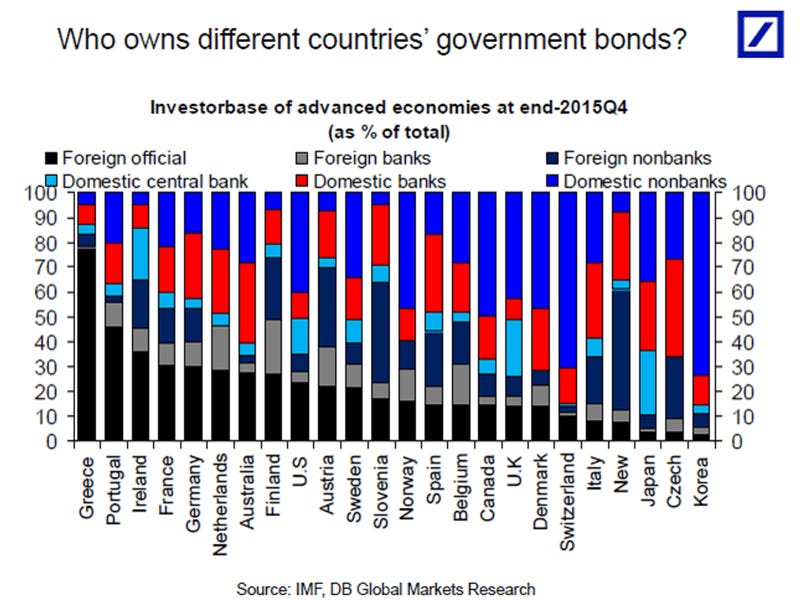 Who owns different countries' government bonds?
Investorbase of advanced economies at end-2015Q4
(as % of total)
Foreign official
Foreign banks
Foreign nonbanks
Domestic central bank
Domestic banks
Domestic nonbanks
100
90
80
70
60
50
40
30
20
10
0
100
90
80
70
60
50
40
30
20
10
0
Greece
Portugal
Ireland
France
Germany
Netherlands
Australia
Finland
U.S
Austria
Sweden
Slovenia
Norway
Spain
Belgium
Canada
U.K
Denmark
Switzerland
Italy
New
Japan
Czech
Korea
Source: IMF, DB Global Markets Research